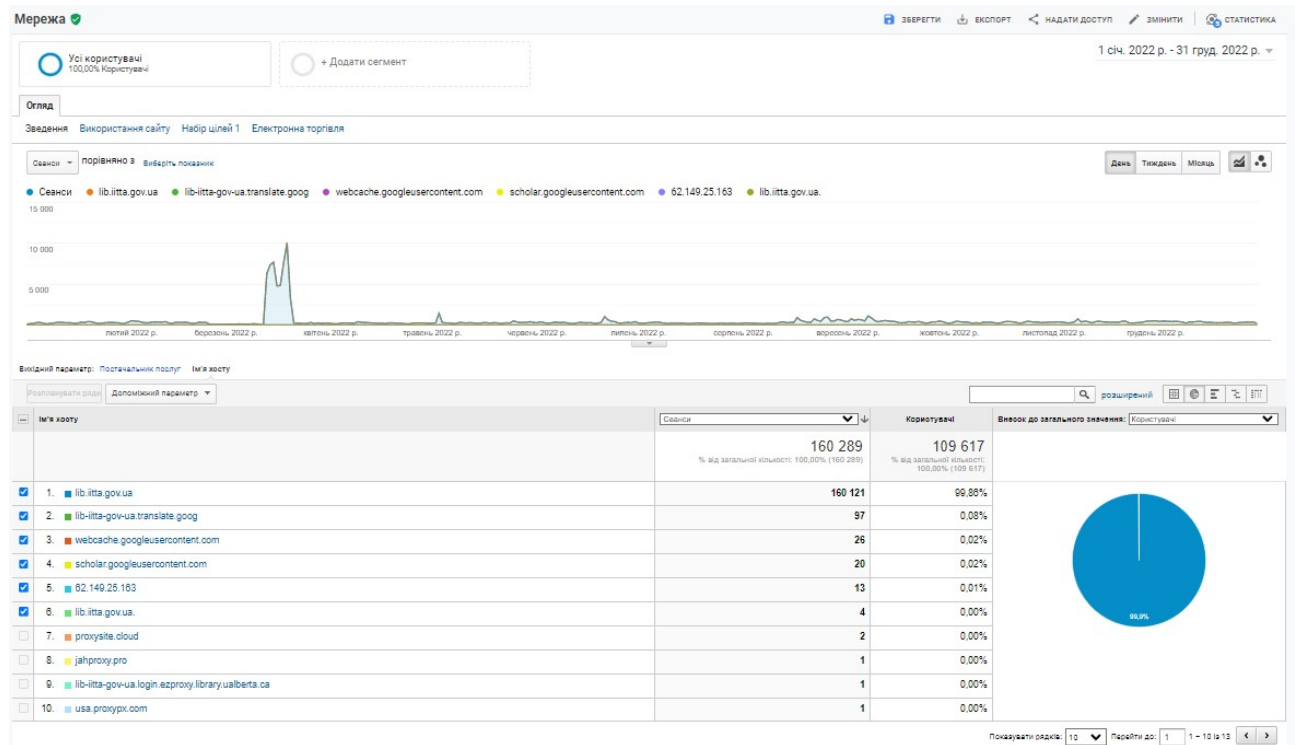 Мережа
ЗБЕРЕГТИ ЕКСПОРТ НАДАТИ ДОСТУП ЗМІНИТИ СТАТИСТИКА
Усі користувачі
100,00% Користувачі
+ Додати сегмент
1 січ. 2022 р. - 31 груд. 2022 р.
Огляд
Зведення Використання сайту Набір цілей 1 Електронна торгівля
Сеанси порівняно з Виберіть показник
День Тиждень Місяць
Сеанси lib.iitta.gov.ua lib-iitta-gov-ua.translate.goog webcache.googleusercontent.com scholar.googleusercontent.com 62.149.25.163 lib.iitta.gov.ua.
15 000
10 000
5 000
лютий 2022 р. березень 2022 р. квітень 2022 р. травень 2022 р. червень 2022 р. липень 2022 р. серпень 2022 р. вересень 2022 р. жовтень 2022 р. листопад 2022 р. грудень 2022 р.
Вихідний параметр: Постачальник послуг Ім'я хосту
Розпланувати ряди Допоміжний параметр
розширений
Ім'я хосту Сеанси Користувачі Внесок до загального значення: Користувачі
160 289 109 617
% від загальної кількості: 100,00% (160 289) % від загальної кількості:
100,00% (109 617)
1. lib.iitta.gov.ua 160 121 99,86%
2. lib-iitta-gov-ua.translate.goog 97 0,08%
3. webcache.googleusercontent.com 26 0,02%
4. scholar.googleusercontent.com 20 0,02%
5. 62.149.25.163 13 0,01%
6. lib.iitta.gov.ua. 4 0,00%
99,9%
7. proxysite.cloud 2 0,00%
8. jahproxy.pro 1 0,00%
9. lib-iitta-gov-ua.login.ezproxy.library.ualberta.ca 1 0,00%
10. usa.proxypx.com 1 0,00%
Показувати рядків: 10 Перейти до: 1 1 – 10 із 13